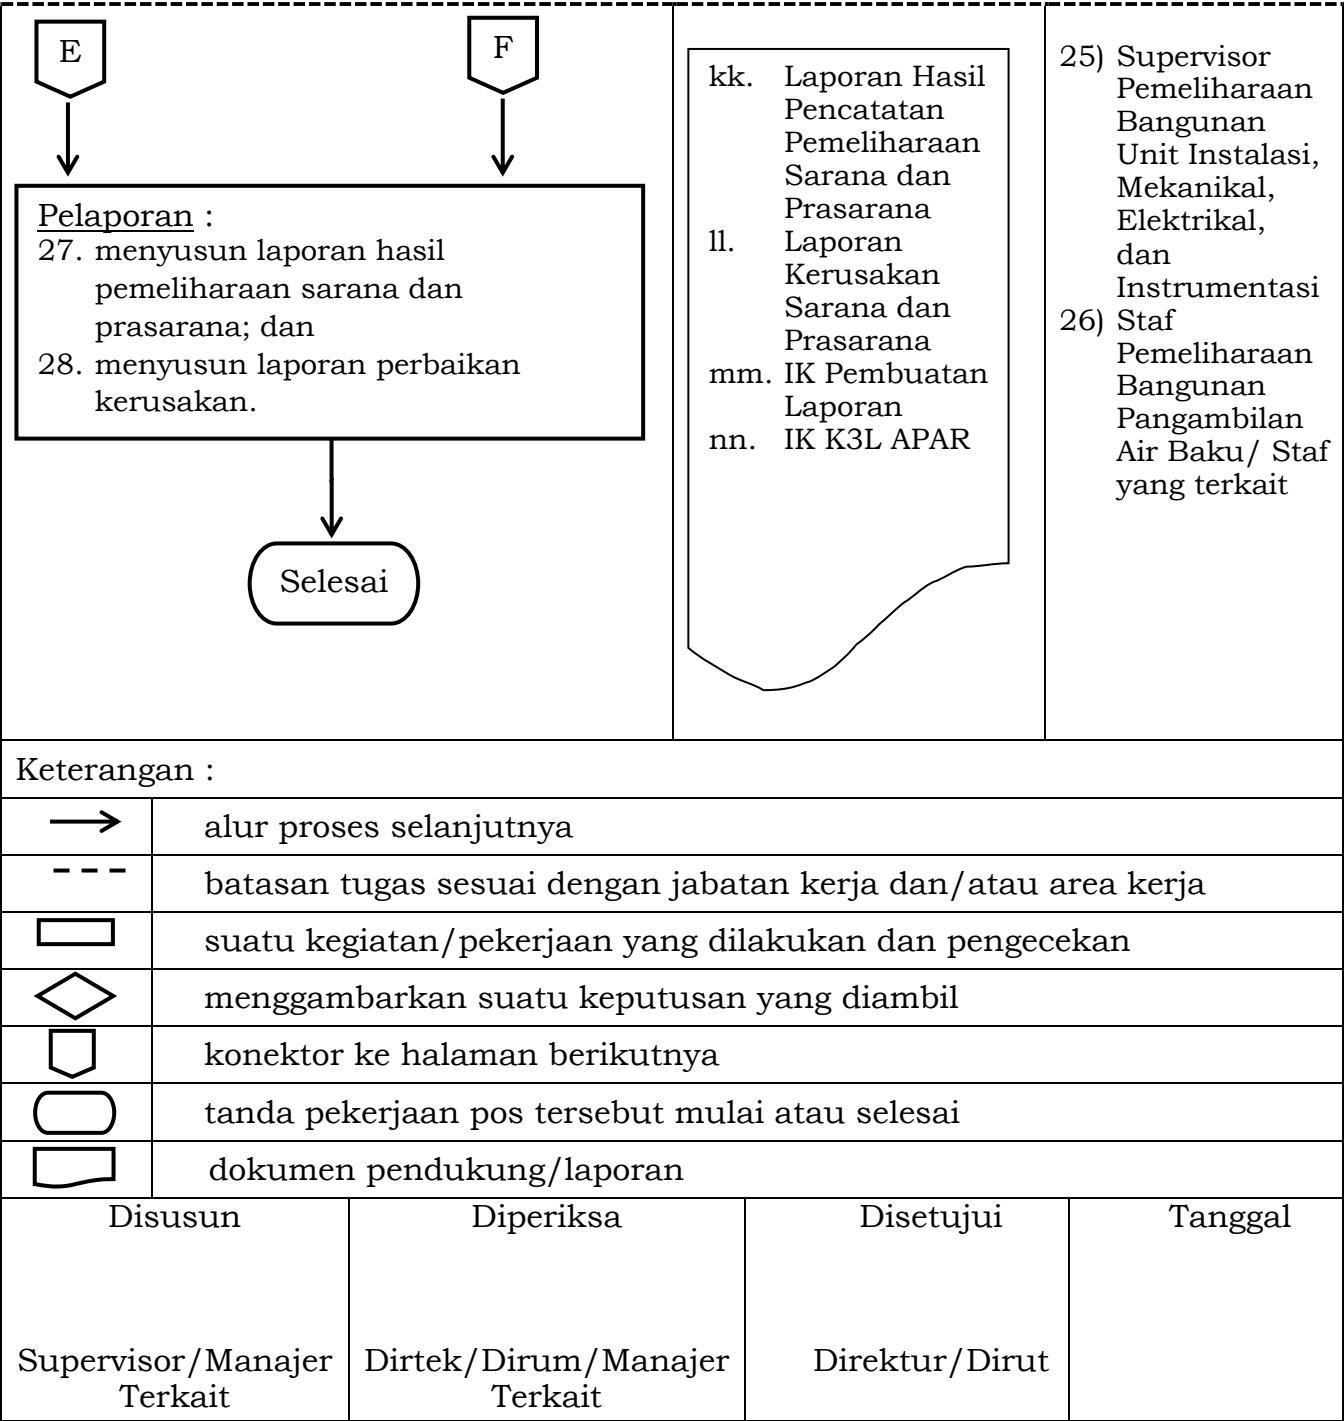 E
F
Pelaporan :
27. menyusun laporan hasil
pemeliharaan sarana dan
prasarana; dan
28. menyusun laporan perbaikan
kerusakan.
Selesai
kk. Laporan Hasil
Pencatatan
Pemeliharaan
Sarana dan
Prasarana
ll. Laporan
Kerusakan
Sarana dan
Prasarana
mm. IK Pembuatan
Laporan
nn. IK K3L APAR
25) Supervisor
Pemeliharaan
Bangunan
Unit Instalasi,
Mekanikal,
Elektrikal,
dan
Instrumentasi
26) Staf
Pemeliharaan
Bangunan
Pangambilan
Air Baku/ Staf
yang terkait
Keterangan :
alur proses selanjutnya
batasan tugas sesuai dengan jabatan kerja dan/atau area kerja
suatu kegiatan/pekerjaan yang dilakukan dan pengecekan
menggambarkan suatu keputusan yang diambil
konektor ke halaman berikutnya
tanda pekerjaan pos tersebut mulai atau selesai
dokumen pendukung/laporan
Disusun
Supervisor/Manajer
Terkait
Diperiksa
Dirtek/Dirum/Manajer
Terkait
Disetujui
Direktur/Dirut
Tanggal